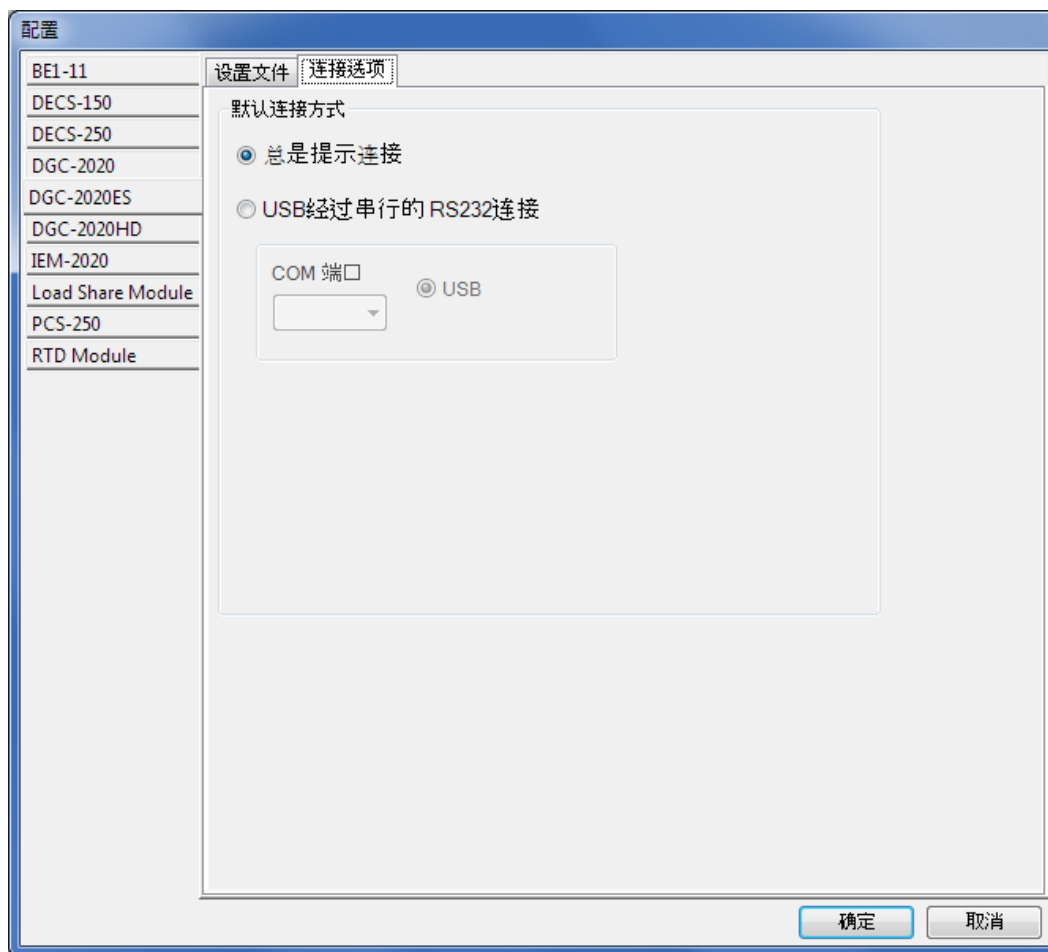 配置
BE1-11
DECS-150
DECS-250
DGC-2020
DGC-2020ES
DGC-2020HD
IEM-2020
Load Share Module
PCS-250
RTD Module
设置文件 连接选项
默认连接方式
总是提示连接
USB经过串行的 RS232连接
COM 端口
USB
确定 取消